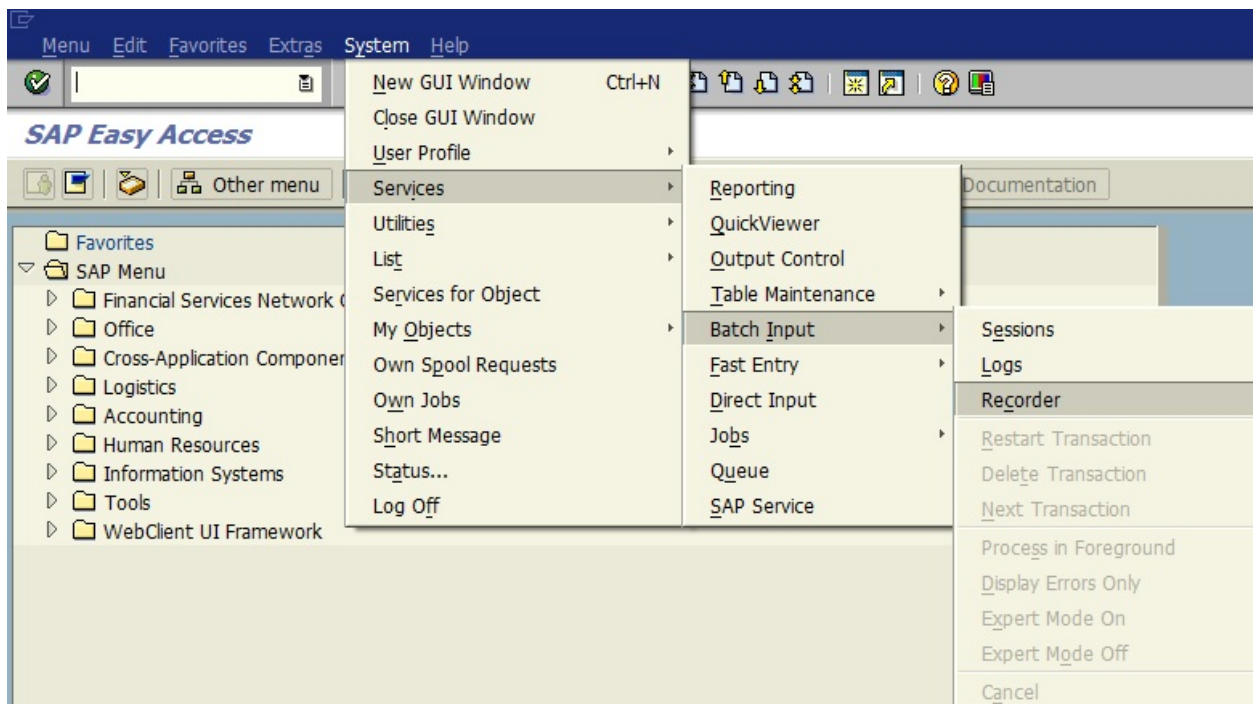 Menu Edit Favorites Extras System Help
New GUI Window Ctrl+N
Close GUI Window
User Profile
Services
Utilities
List
Services for Object
My Objects
Own Spool Requests
Own Jobs
Short Message
Status...
Log Off
SAP Easy Access
Other menu
Documentation
Reporting
QuickViewer
Output Control
Table Maintenance
Batch Input
Fast Entry
Direct Input
Jobs
Queue
SAP Service
Sessions
Logs
Recorder
Restart Transaction
Delete Transaction
Next Transaction
Process in Foreground
Display Errors Only
Expert Mode On
Expert Mode Off
Cancel
Favorites
SAP Menu
Financial Services Network
Office
Cross-Application Componen
Logistics
Accounting
Human Resources
Information Systems
Tools
WebClient UI Framework